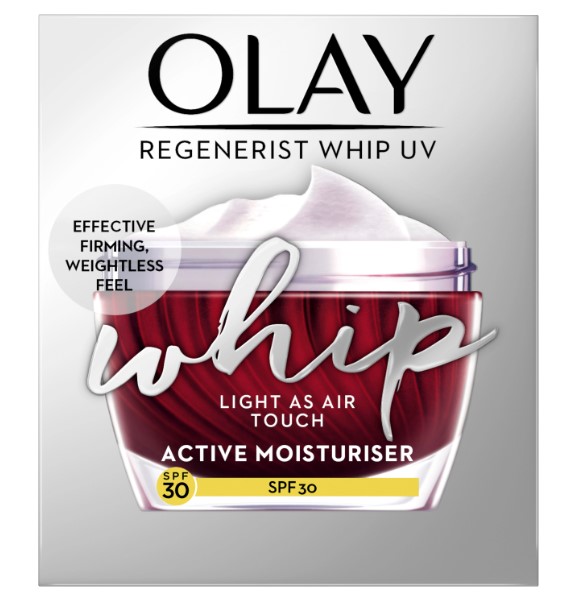 OLAY
REGENERIST WHIP UV
EFFECTIVE
FIRMING,
WEIGHTLESS
FEEL
whip
LIGHT AS AIR
TOUCH
ACTIVE MOISTURISER
SPF
30
SPF30